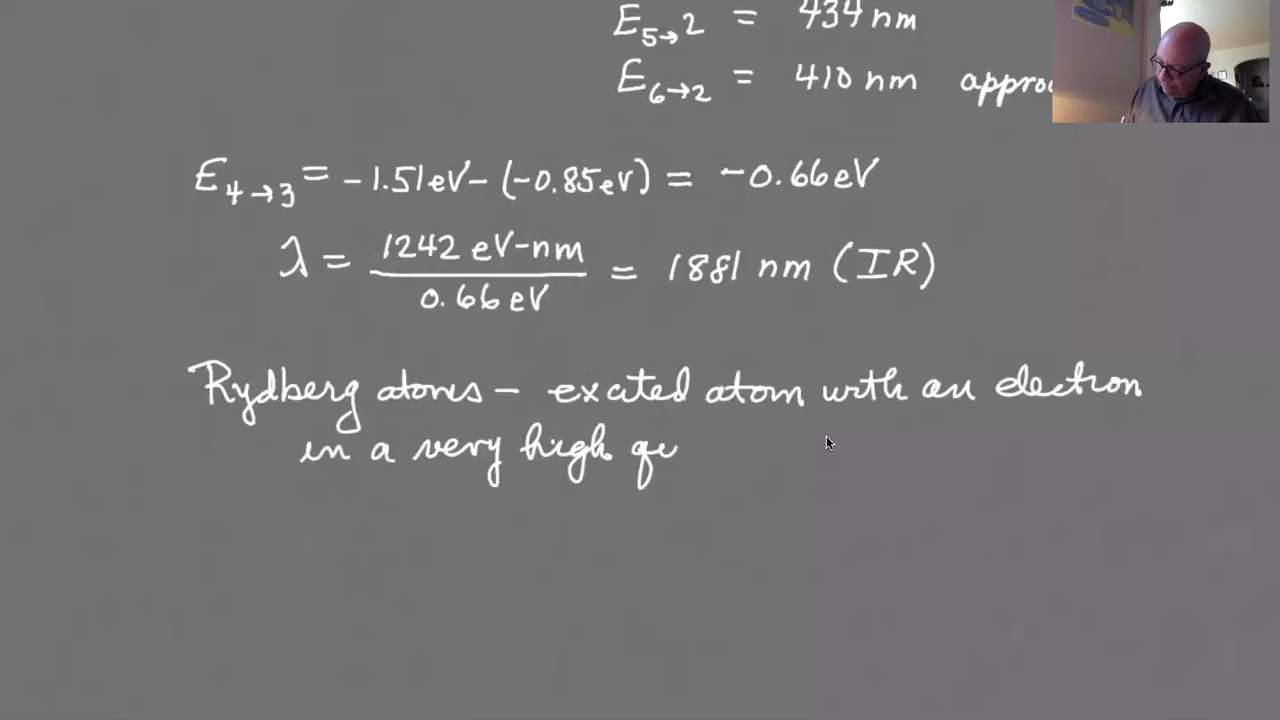 E5→2 = 434 nm
E6→2 = 410 nm
E4→3 = -1.51eV - (-0.85eV) = -0.66eV
λ = 1242 eV-nm / 0.66 eV = 1881 nm (IR)
Rydberg atoms - excited atom with an electron
in a very high qu